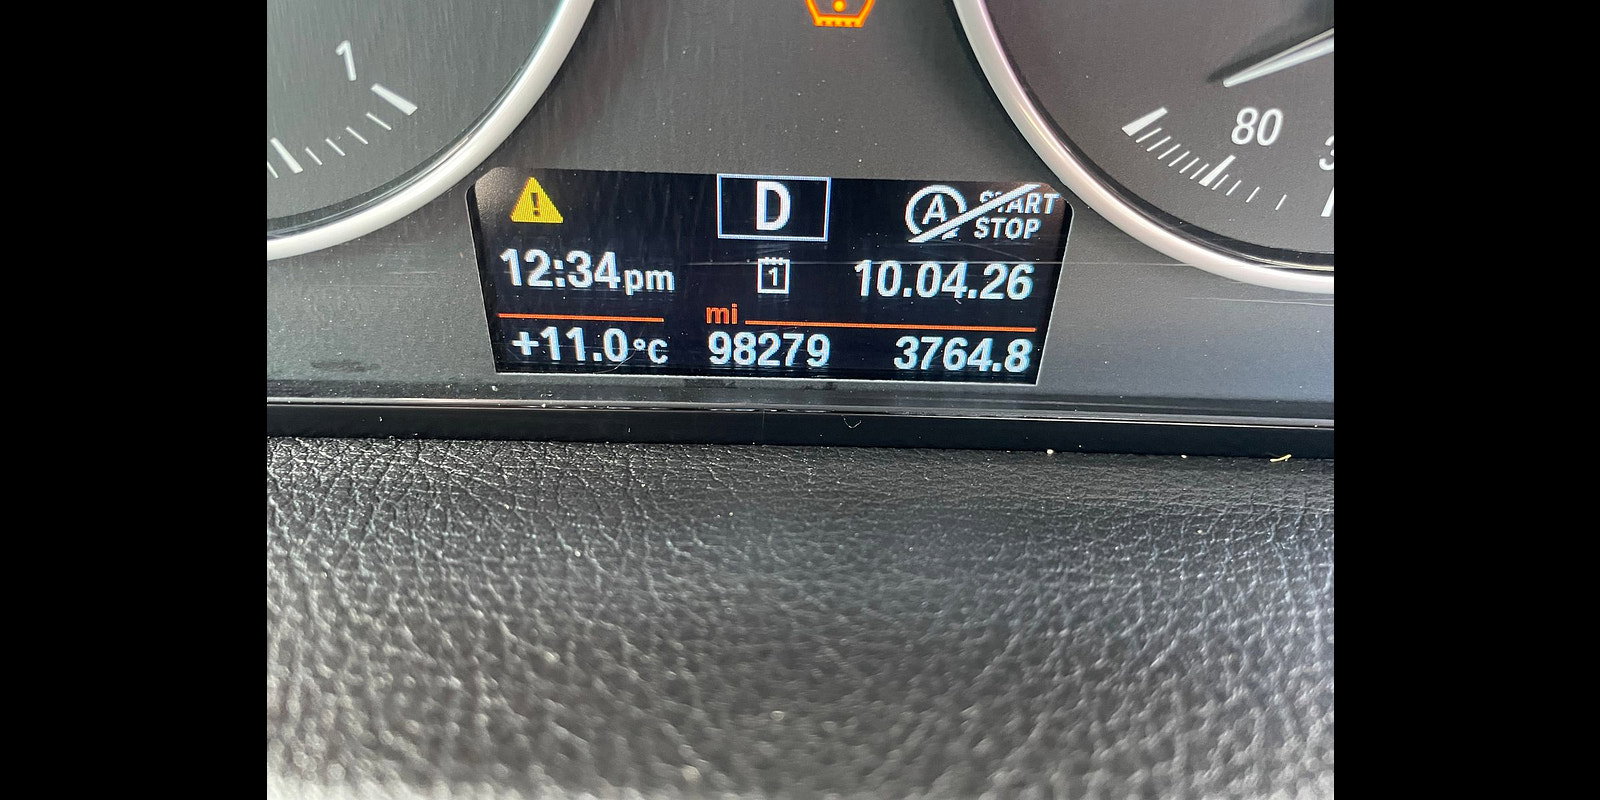 1
80
D
A START
STOP
12:34pm 1 10.04.26
mi
+11.0°C 98279 3764.8